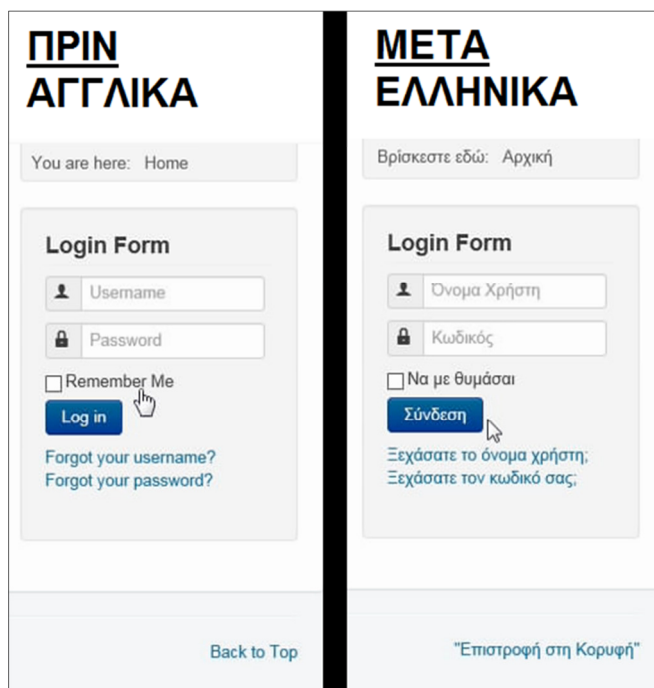 ΠΡΙΝ
ΑΓΓΛΙΚΑ
You are here: Home
Login Form
Username
Password
Remember Me
Log in
Forgot your username?
Forgot your password?
Back to Top
ΜΕΤΑ
ΕΛΛΗΝΙΚΑ
Βρίσκεστε εδώ: Αρχική
Login Form
Όνομα Χρήστη
Κωδικός
Να με θυμάσαι
Σύνδεση
Ξεχάσατε το όνομα χρήστη;
Ξεχάσατε τον κωδικό σας;
"Επιστροφή στη Κορυφή"